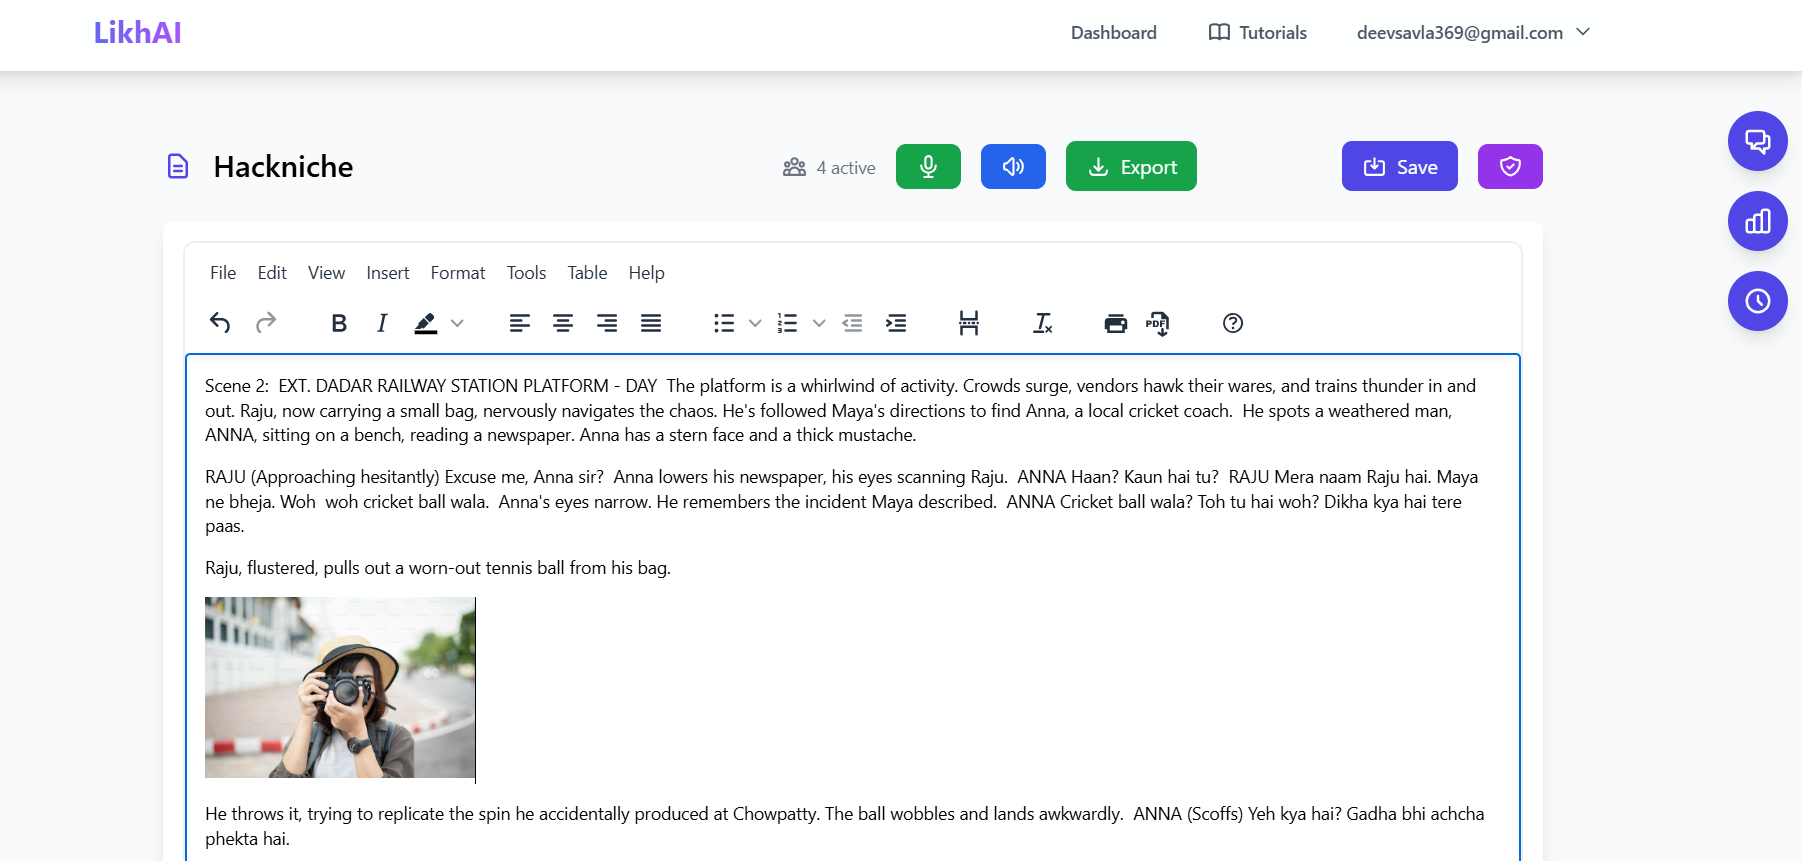 LikhAI
Dashboard
Tutorials
deevsavla369@gmail.com
Hackniche
4 active
Export
Save
File Edit View Insert Format Tools Table Help
B I
PDF
Scene 2:  EXT. DADAR RAILWAY STATION PLATFORM - DAY  The platform is a whirlwind of activity. Crowds surge, vendors hawk their wares, and trains thunder in and
out. Raju, now carrying a small bag, nervously navigates the chaos. He's followed Maya's directions to find Anna, a local cricket coach.  He spots a weathered man,
ANNA, sitting on a bench, reading a newspaper. Anna has a stern face and a thick mustache.
RAJU (Approaching hesitantly) Excuse me, Anna sir?  Anna lowers his newspaper, his eyes scanning Raju.  ANNA Haan? Kaun hai tu?  RAJU Mera naam Raju hai. Maya
ne bheja. Woh  woh cricket ball wala.  Anna's eyes narrow. He remembers the incident Maya described.  ANNA Cricket ball wala? Toh tu hai woh? Dikha kya hai tere
paas.
Raju, flustered, pulls out a worn-out tennis ball from his bag.
He throws it, trying to replicate the spin he accidentally produced at Chowpatty. The ball wobbles and lands awkwardly.  ANNA (Scoffs) Yeh kya hai? Gadha bhi achcha
phekta hai.